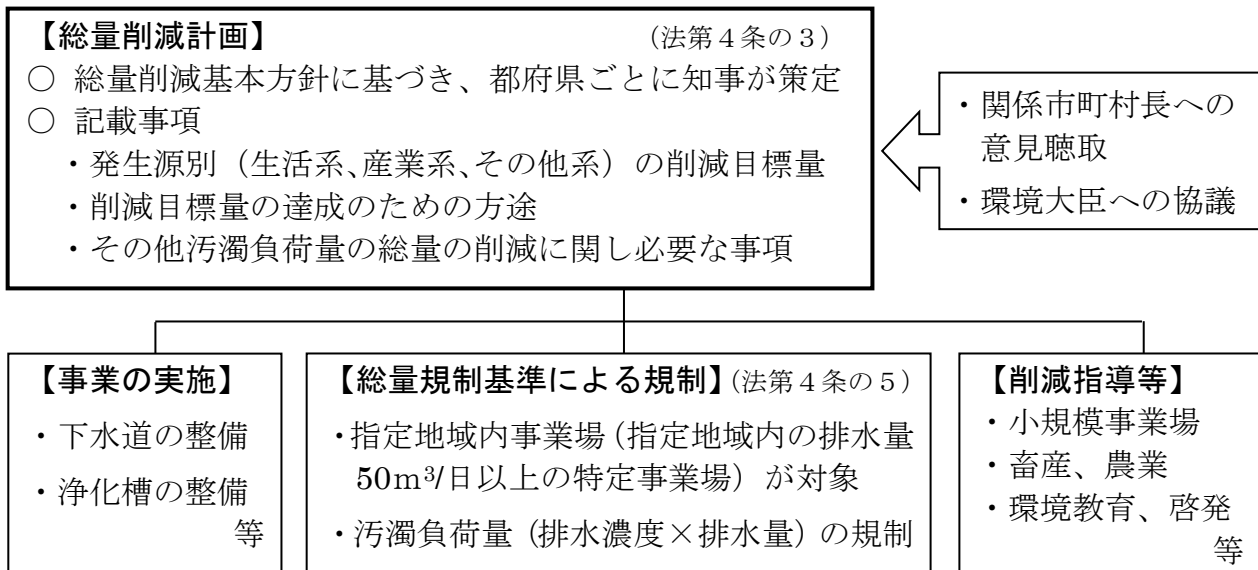 【総量削減計画】 (法第4条の3)
○ 総量削減基本方針に基づき、都府県ごとに知事が策定
○ 記載事項
・発生源別（生活系、産業系、その他系）の削減目標量
・削減目標量の達成のための方途
・その他汚濁負荷量の総量の削減に関し必要な事項
・関係市町村長への
意見聴取
・環境大臣への協議
【事業の実施】
・下水道の整備
・浄化槽の整備
等
【総量規制基準による規制】(法第4条の5)
・指定地域内事業場（指定地域内の排水量
50m³/日以上の特定事業場）が対象
・汚濁負荷量（排水濃度×排水量）の規制
【削減指導等】
・小規模事業場
・畜産、農業
・環境教育、啓発
等